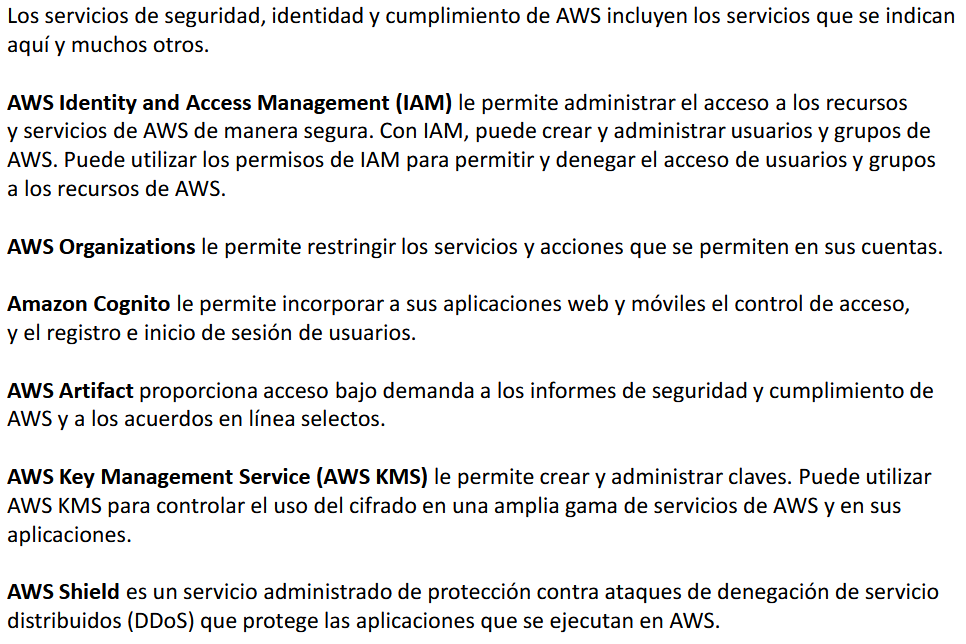 Los servicios de seguridad, identidad y cumplimiento de AWS incluyen los servicios que se indican
aquí y muchos otros.
AWS Identity and Access Management (IAM) le permite administrar el acceso a los recursos
y servicios de AWS de manera segura. Con IAM, puede crear y administrar usuarios y grupos de
AWS. Puede utilizar los permisos de IAM para permitir y denegar el acceso de usuarios y grupos
a los recursos de AWS.
AWS Organizations le permite restringir los servicios y acciones que se permiten en sus cuentas.
Amazon Cognito le permite incorporar a sus aplicaciones web y móviles el control de acceso,
y el registro e inicio de sesión de usuarios.
AWS Artifact proporciona acceso bajo demanda a los informes de seguridad y cumplimiento de
AWS y a los acuerdos en línea selectos.
AWS Key Management Service (AWS KMS) le permite crear y administrar claves. Puede utilizar
AWS KMS para controlar el uso del cifrado en una amplia gama de servicios de AWS y en sus
aplicaciones.
AWS Shield es un servicio administrado de protección contra ataques de denegación de servicio
distribuidos (DDoS) que protege las aplicaciones que se ejecutan en AWS.